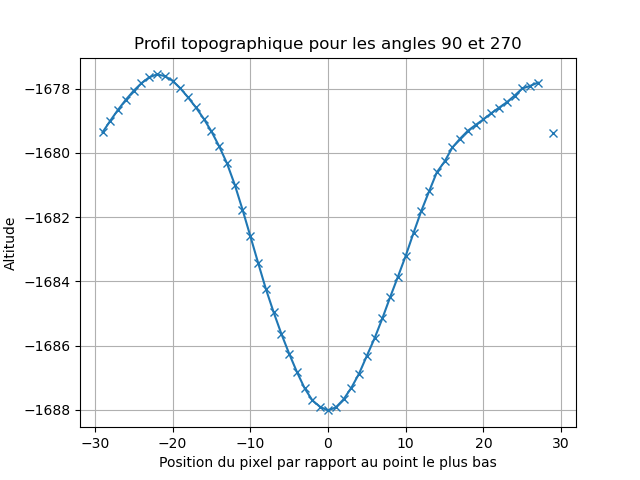 Profil topographique pour les angles 90 et 270
−1678
−1680
−1682
−1684
−1686
−1688
Altitude
−30 −20 −10 0 10 20 30
Position du pixel par rapport au point le plus bas